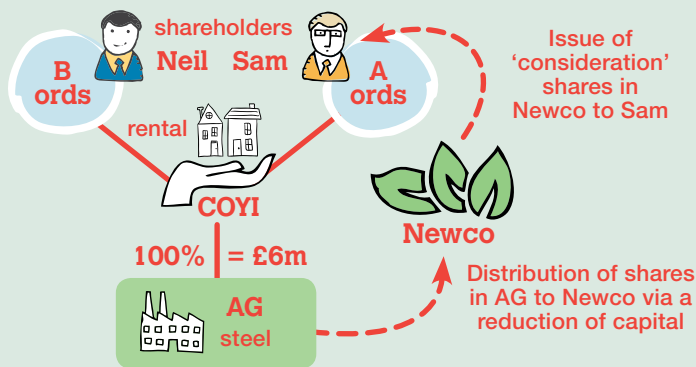 shareholders
Neil Sam
B
ords
A
ords
Issue of
‘consideration’
shares in
Newco to Sam
rental
COYI
Newco
100% = £6m
AG
steel
Distribution of shares
in AG to Newco via a
reduction of capital